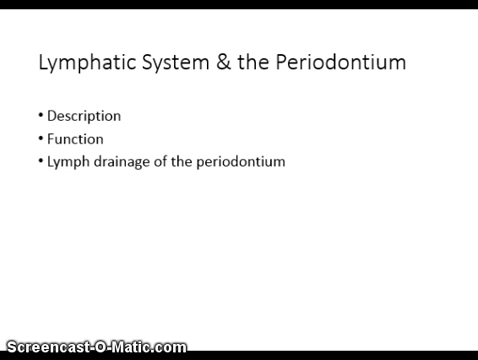 Lymphatic System & the Periodontium
• Description
• Function
• Lymph drainage of the periodontium
Screencast-O-Matic.com